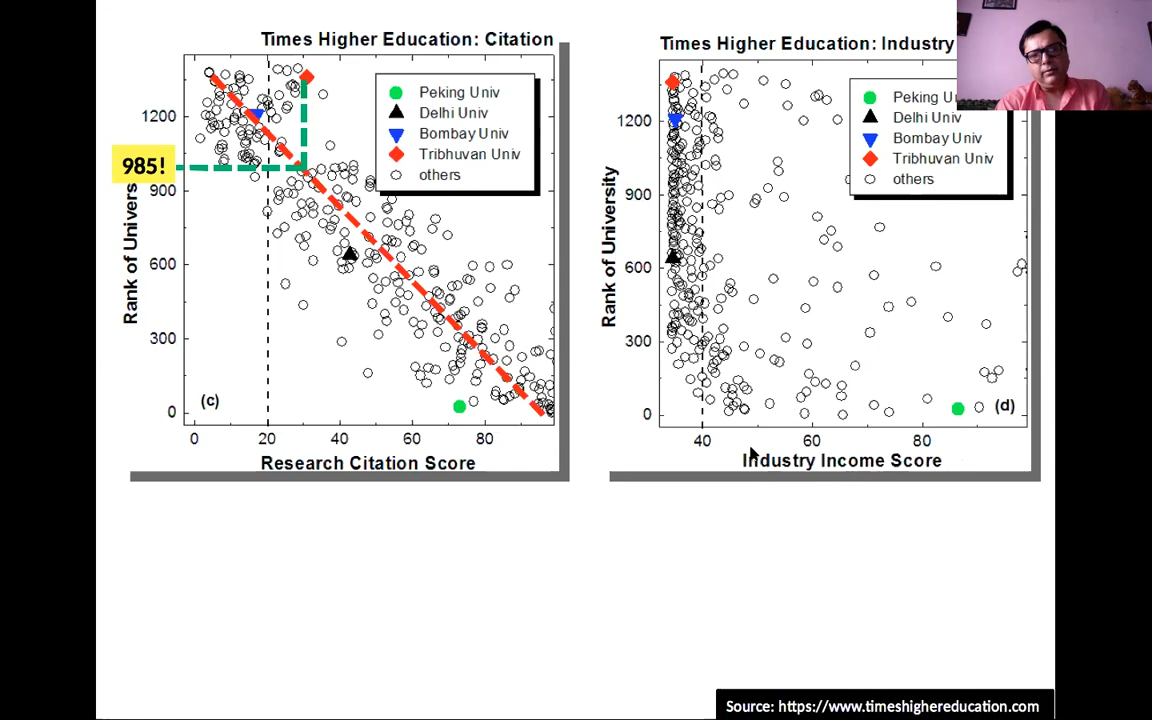 Times Higher Education: Citation
Peking Univ
Delhi Univ
Bombay Univ
Tribhuvan Univ
others
1200
985!
900
600
300
0
Rank of Univers
(c)
0 20 40 60 80
Research Citation Score
Times Higher Education: Industry
Peking Un
Delhi Univ
Bombay Univ
Tribhuvan Univ
others
1200
900
600
300
0
Rank of University
(d)
40 60 80
Industry Income Score
Source: https://www.timeshighereducation.com